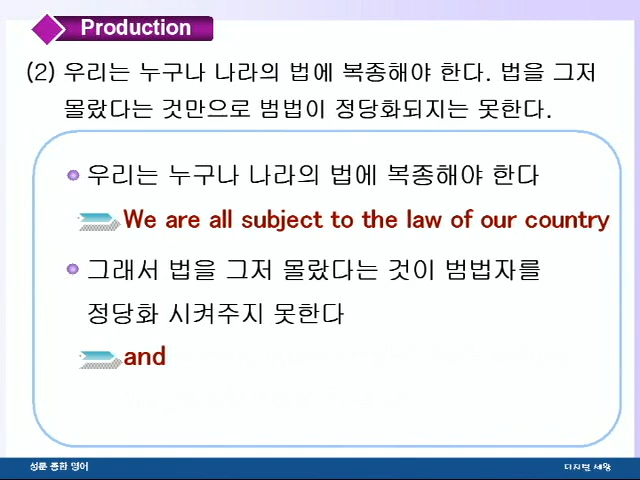 Production
(2) 우리는 누구나 나라의 법에 복종해야 한다. 법을 그저
몰랐다는 것만으로 범법이 정당화되지는 못한다.
우리는 누구나 나라의 법에 복종해야 한다
We are all subject to the law of our country
그래서 법을 그저 몰랐다는 것이 범법자를
정당화 시켜주지 못한다
and
성문 종합 영어
디지털 세왕